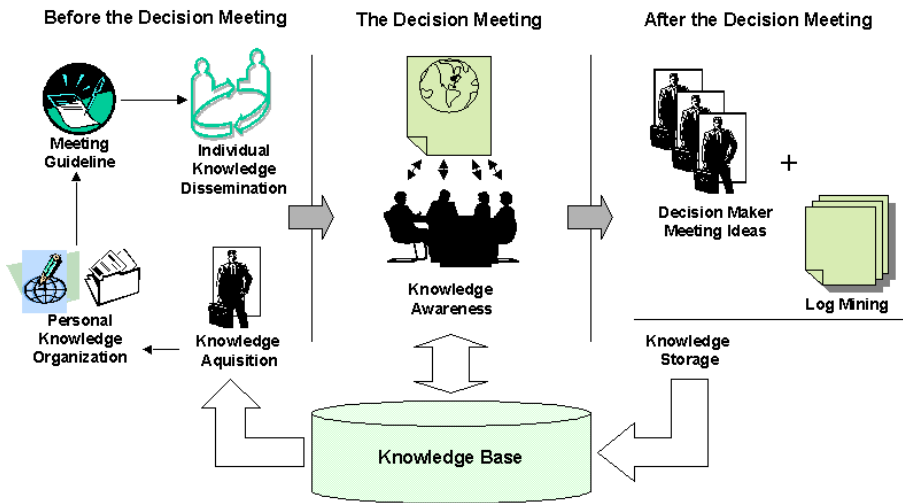 Before the Decision Meeting
The Decision Meeting
After the Decision Meeting
Meeting
Guideline
Individual
Knowledge
Dissemination
Personal
Knowledge
Organization
Knowledge
Aquisition
Knowledge
Awareness
Decision Maker
Meeting Ideas
+
Log Mining
Knowledge
Storage
Knowledge Base